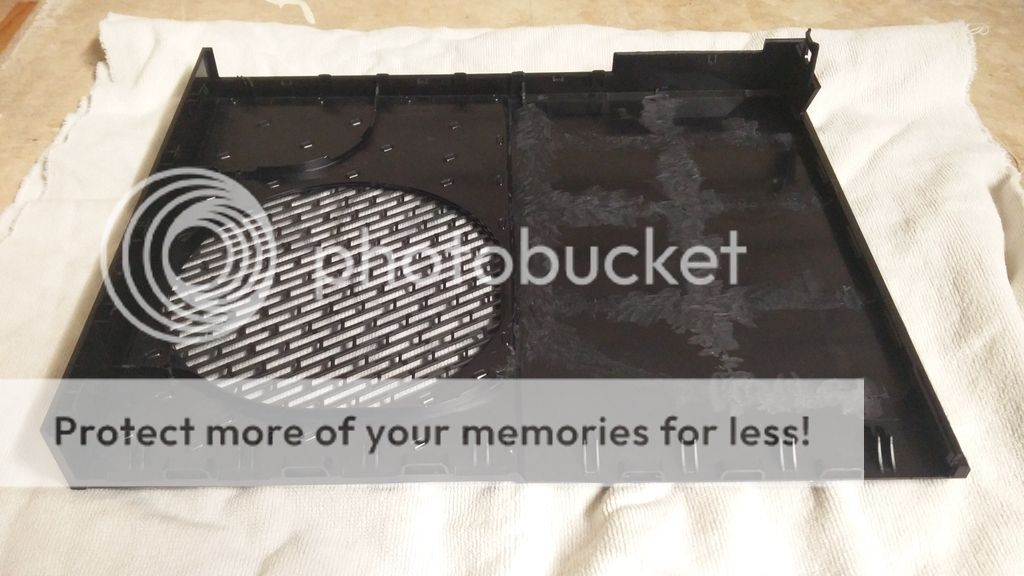 photobucket
Protect more of your memories for less!